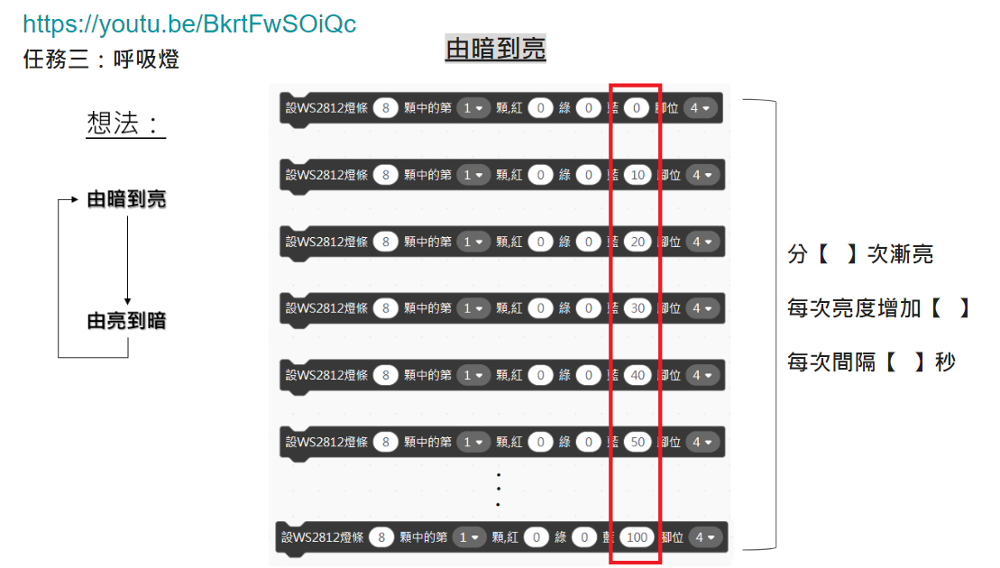 https://youtu.be/BkrtFwSOiQc
任務三：呼吸燈
由暗到亮
想法：
由暗到亮
由亮到暗
設WS2812燈條 8 顆中的第 1 顆,紅 0 綠 0 藍 0 腳位 4
設WS2812燈條 8 顆中的第 1 顆,紅 0 綠 0 藍 10 腳位 4
設WS2812燈條 8 顆中的第 1 顆,紅 0 綠 0 藍 20 腳位 4
設WS2812燈條 8 顆中的第 1 顆,紅 0 綠 0 藍 30 腳位 4
設WS2812燈條 8 顆中的第 1 顆,紅 0 綠 0 藍 40 腳位 4
設WS2812燈條 8 顆中的第 1 顆,紅 0 綠 0 藍 50 腳位 4
設WS2812燈條 8 顆中的第 1 顆,紅 0 綠 0 藍 100 腳位 4
分【 】次漸亮
每次亮度增加【 】
每次間隔【 】秒